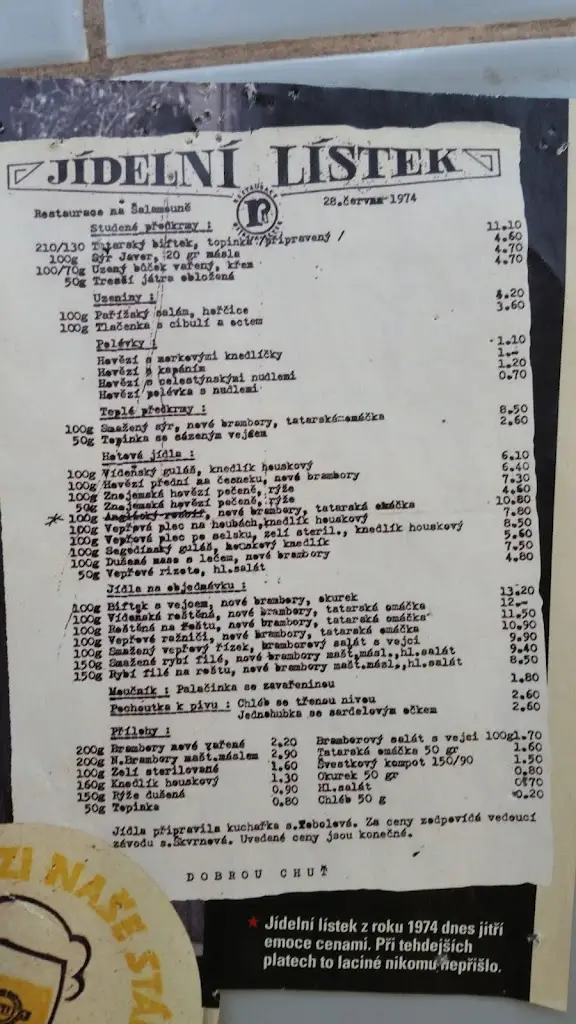 JÍDELNÍ LÍSTEK
Restaurace na Šalamouně
28.června 1974
Studené předkrmy :
210/130 Tatarský biftek, topinka /připravený / 11.10
100g Sýr Javor, 20 gr másla 4.60
100/70g Uzený bůček vařený, křen 4.70
50g Tresčí játra obložená 4.70
Uzeniny :
100g Pařížský salám, hořčice 4.20
100g Tlačenka s cibulí a octem 3.60
Polévky :
Hovězí s morkovými knedlíčky 1.10
Hovězí s kapáním 1.—
Hovězí s celestýnskými nudlemi 1.20
Hovězí polévka s nudlemi 0.70
Teplé předkrmy :
100g Smažený sýr, nové brambory, tatarská omáčka 8.50
50g Topinka se sázeným vejcem 2.60
Hotová jídla :
100g Vídeňský guláš, knedlík houskový 6.10
100g Hovězí přední na česneku, nové brambory 6.40
100g Znojemská hovězí pečeně, rýže 7.30
50g Znojemská hovězí pečeně, rýže 4.60
100g Anglický rostbíf, nové brambory, tatarská omáčka 10.80
100g Vepřová plec na houbách,knedlík houskový 7.80
100g Vepřová plec po selsku, zelí steril., knedlík houskový 8.50
100g Segedínský guláš, houskový knedlík 5.60
100g Dušené maso s lečem, nové brambory 7.50
50g Vepřové rizoto, hl.salát 4.80
Jídla na objednávku :
100g Biftek s vejcem, nové brambory, okurek 13.20
100g Vídeňská roštěná, nové brambory, tatarská omáčka 12.—
100g Roštěná na roštu, nové brambory, tatarská omáčka 11.50
100g Vepřové ražniči, nové brambory, tatarská omáčka 10.90
100g Smažený vepřový řízek, bramborový salát s vejci 9.90
150g Smažené rybí filé, nové brambory mašt.másl.,hl.salát 9.40
150g Rybí filé na roštu, nové brambory mašt.másl.,hl.salát 8.50
Moučník : Palačinka se zavařeninou 1.80
Pochoutka k pivu : Chléb se třenou nivou 2.60
Jednohubka se sardelovým očkem 2.60
Přílohy :
200g Brambory nové vařené 2.20 Bramborový salát s vejci 100g1.70
200g N.Brambory mašt.máslem 2.90 Tatarská omáčka 50 gr 1.60
100g Zelí sterilované 1.60 Švestkový kompot 150/90 1.50
160g Knedlík houskový 1.30 Okurek 50 gr 0.80
150g Rýže dušená 0.90 Hl.salát 0.70
50g Topinka 0.80 Chléb 50 g 0.20
Jídla připravila kuchařka s.Žobolová. Za ceny zodpovídá vedoucí
závodu s.Škvrnová. Uvedené ceny jsou konečné.
DOBROU CHUŤ
ZI NAŠE STÁ
★ Jídelní lístek z roku 1974 dnes jitří
emoce cenami. Při tehdejších
platech to laciné nikomu nepřišlo.